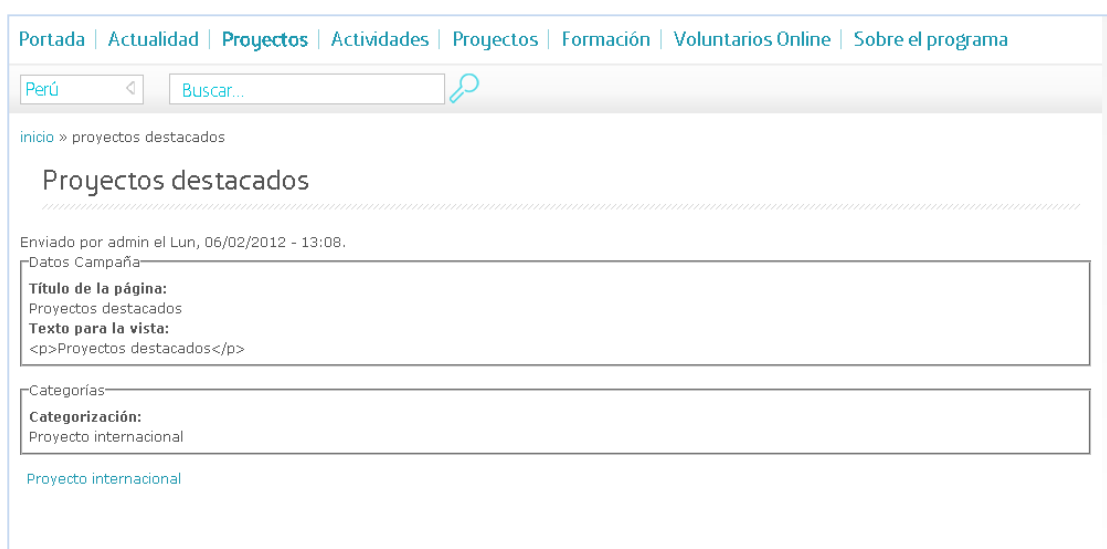 Portada | Actualidad | Proyectos | Actividades | Proyectos | Formación | Voluntarios Online | Sobre el programa
Perú Buscar...
inicio » proyectos destacados
Proyectos destacados
Enviado por admin el Lun, 06/02/2012 - 13:08.
Datos Campaña
Título de la página:
Proyectos destacados
Texto para la vista:
<p>Proyectos destacados</p>
Categorías
Categorización:
Proyecto internacional
Proyecto internacional